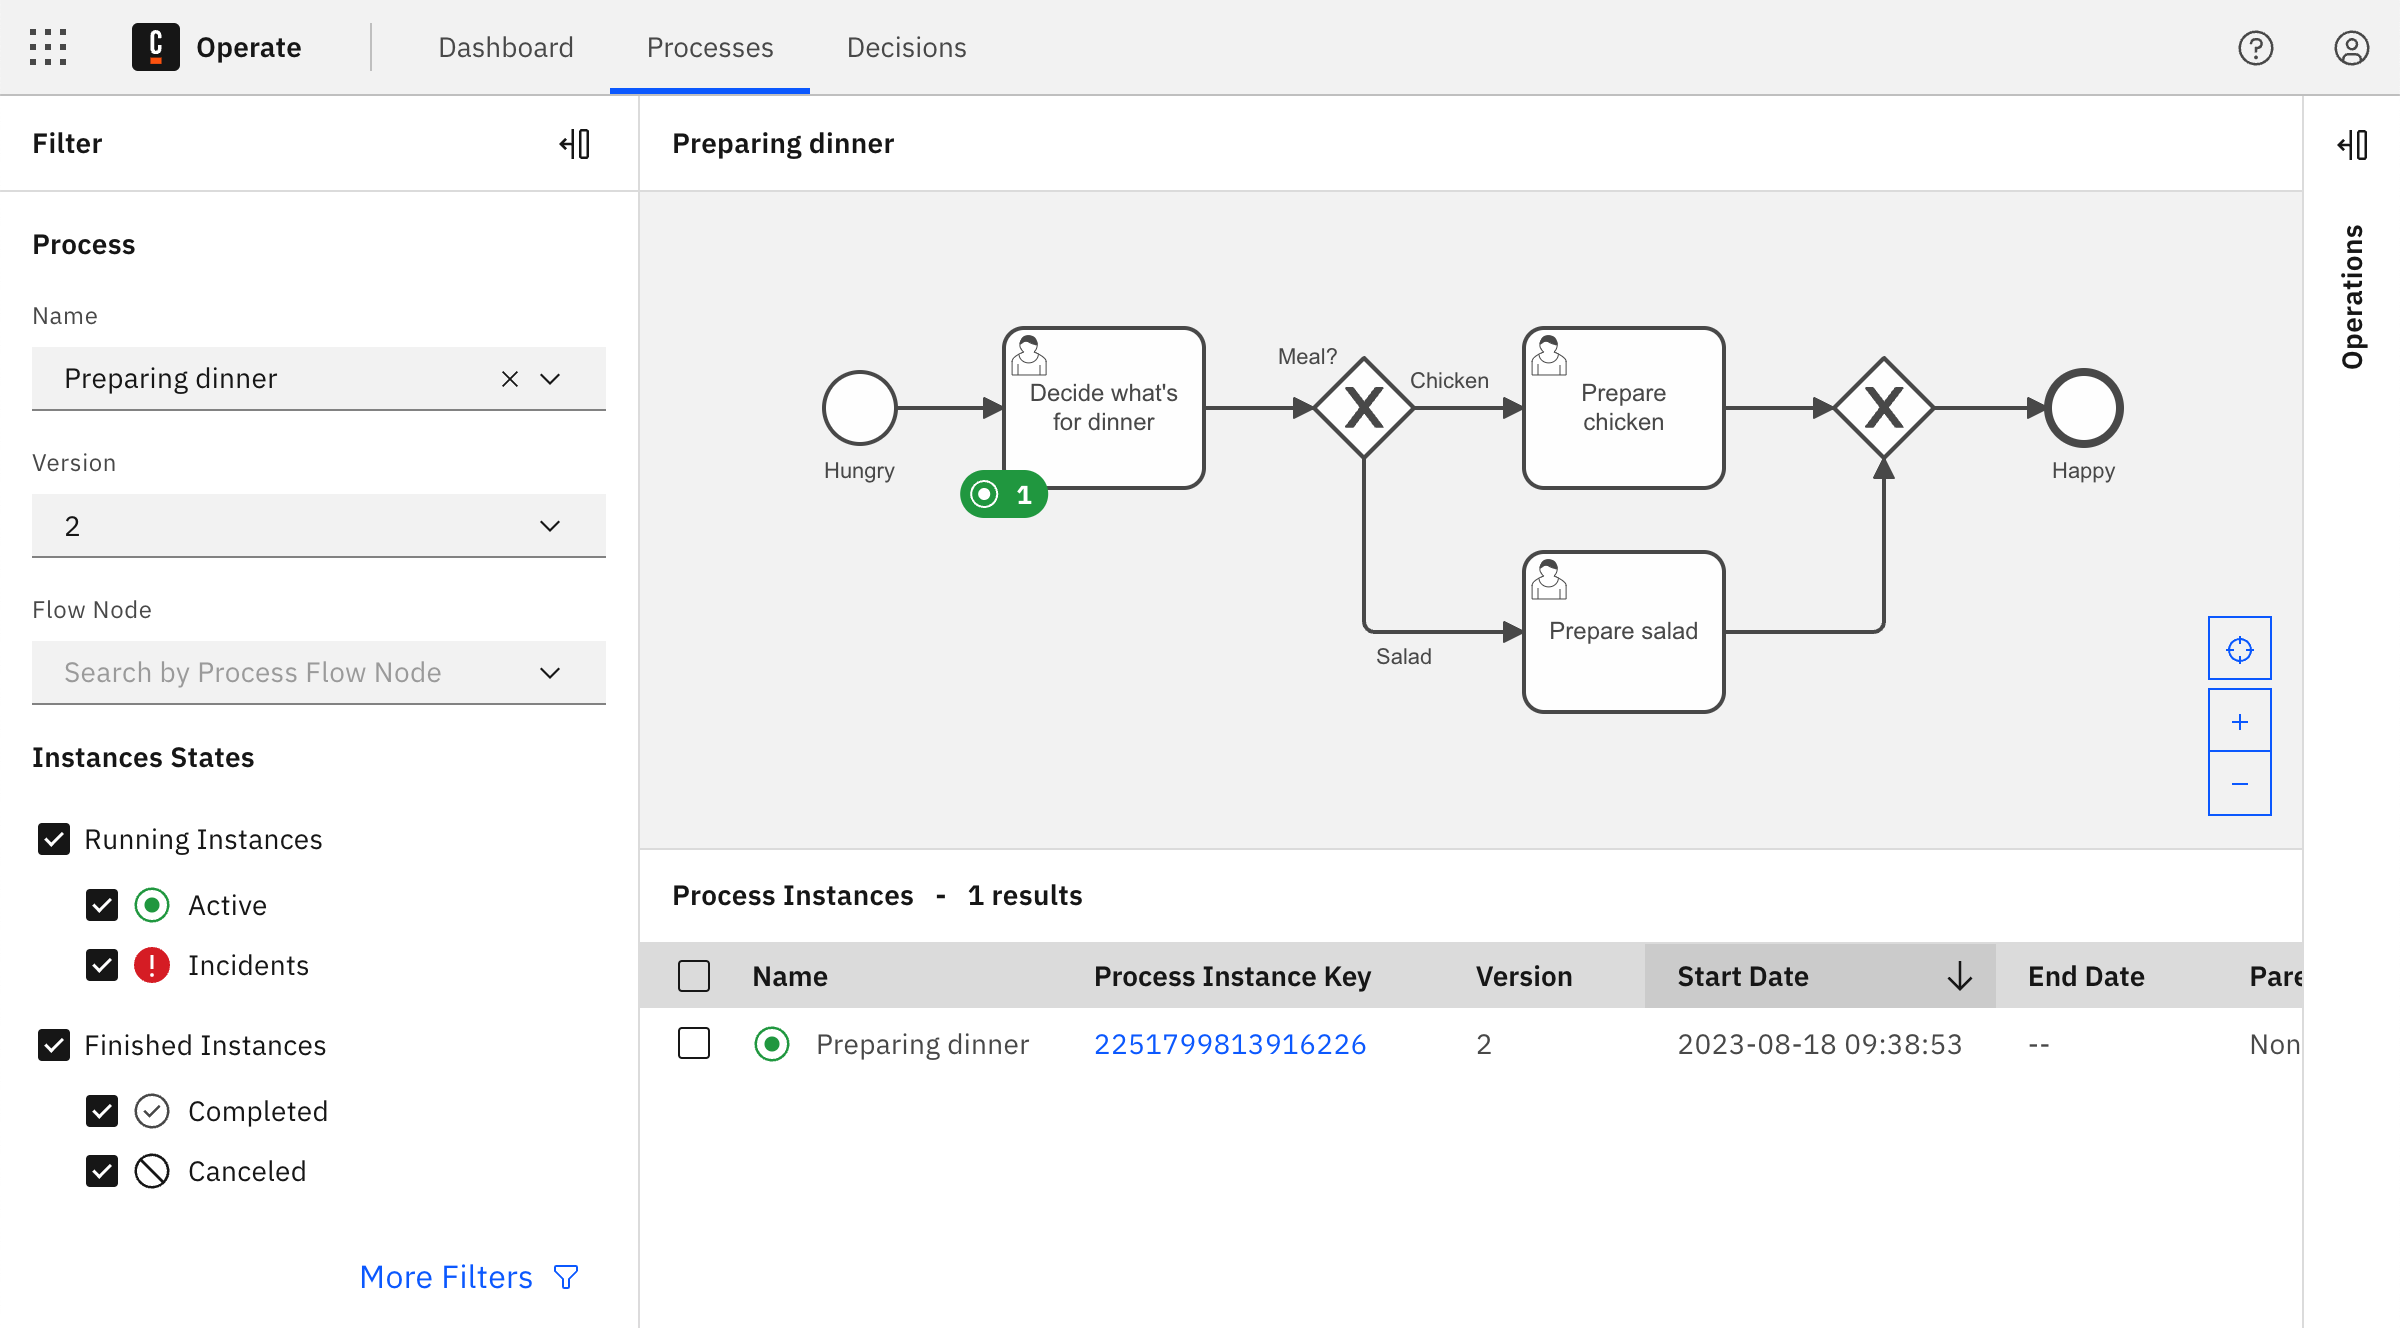 C Operate Dashboard Processes Decisions
Filter
Process
Name
Preparing dinner
Version
2
Flow Node
Search by Process Flow Node
Instances States
Running Instances
Active
Incidents
Finished Instances
Completed
Canceled
More Filters
Preparing dinner
Hungry
Decide what's
for dinner
1
Meal?
Chicken
Prepare
chicken
Salad
Prepare salad
Happy
Process Instances - 1 results
Name Process Instance Key Version Start Date End Date Pare
Preparing dinner 2251799813916226 2 2023-08-18 09:38:53 -- Non
Operations